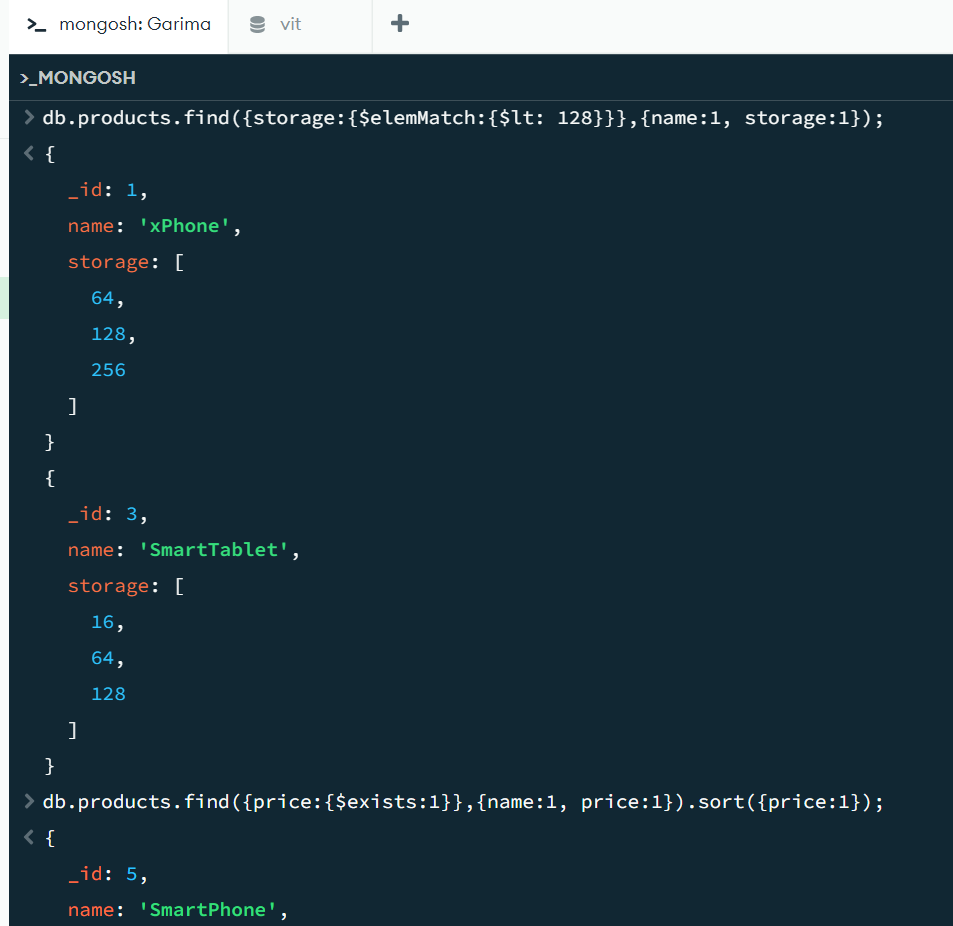 >_ mongosh: Garima vit +
>_MONGOSH
> db.products.find({storage:{$elemMatch:{$lt: 128}}},{name:1, storage:1});
< {
_id: 1,
name: 'xPhone',
storage: [
64,
128,
256
]
}
{
_id: 3,
name: 'SmartTablet',
storage: [
16,
64,
128
]
}
> db.products.find({price:{$exists:1}},{name:1, price:1}).sort({price:1});
< {
_id: 5,
name: 'SmartPhone',